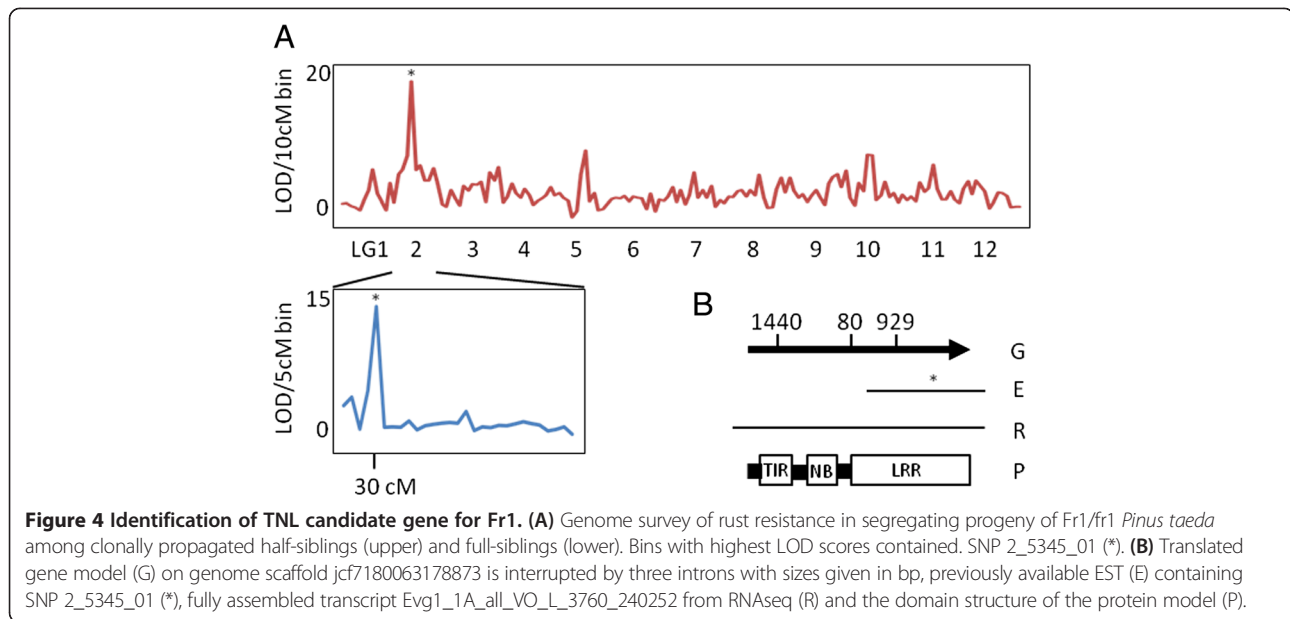 A
LOD/10cM bin
20
*
0
LG1 2 3 4 5 6 7 8 9 10 11 12
LOD/5cM bin
15
*
0
30 cM
B
1440 80 929
G
*
E
R
TIR NB LRR P
Figure 4 Identification of TNL candidate gene for Fr1. (A) Genome survey of rust resistance in segregating progeny of Fr1/fr1 Pinus taeda
among clonally propagated half-siblings (upper) and full-siblings (lower). Bins with highest LOD scores contained. SNP 2_5345_01 (*). (B) Translated
gene model (G) on genome scaffold jcf7180063178873 is interrupted by three introns with sizes given in bp, previously available EST (E) containing
SNP 2_5345_01 (*), fully assembled transcript Evg1_1A_all_VO_L_3760_240252 from RNAseq (R) and the domain structure of the protein model (P).